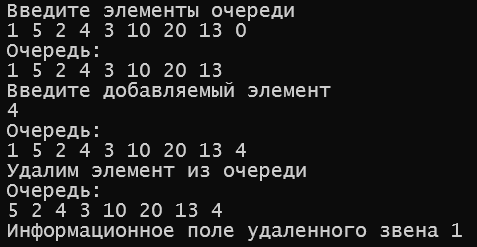 Введите элементы очереди
1 5 2 4 3 10 20 13 0
Очередь:
1 5 2 4 3 10 20 13
Введите добавляемый элемент
4
Очередь:
1 5 2 4 3 10 20 13 4
Удалим элемент из очереди
Очередь:
5 2 4 3 10 20 13 4
Информационное поле удаленного звена 1